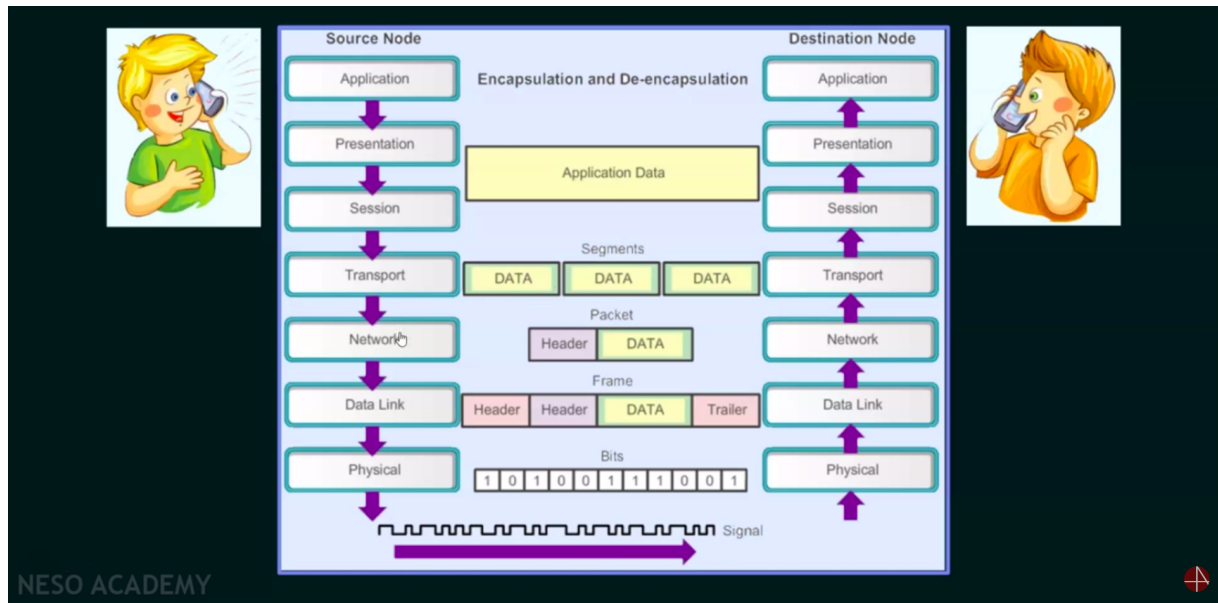 Source Node
Destination Node
Application
Encapsulation and De-encapsulation
Application
Presentation
Presentation
Application Data
Session
Session
Segments
Transport
DATA
DATA
DATA
Transport
Packet
Network
Header
DATA
Network
Frame
Data Link
Header
Header
DATA
Trailer
Data Link
Bits
Physical
1 0 1 0 0 1 1 1 0 0 1
Physical
Signal
NESO ACADEMY